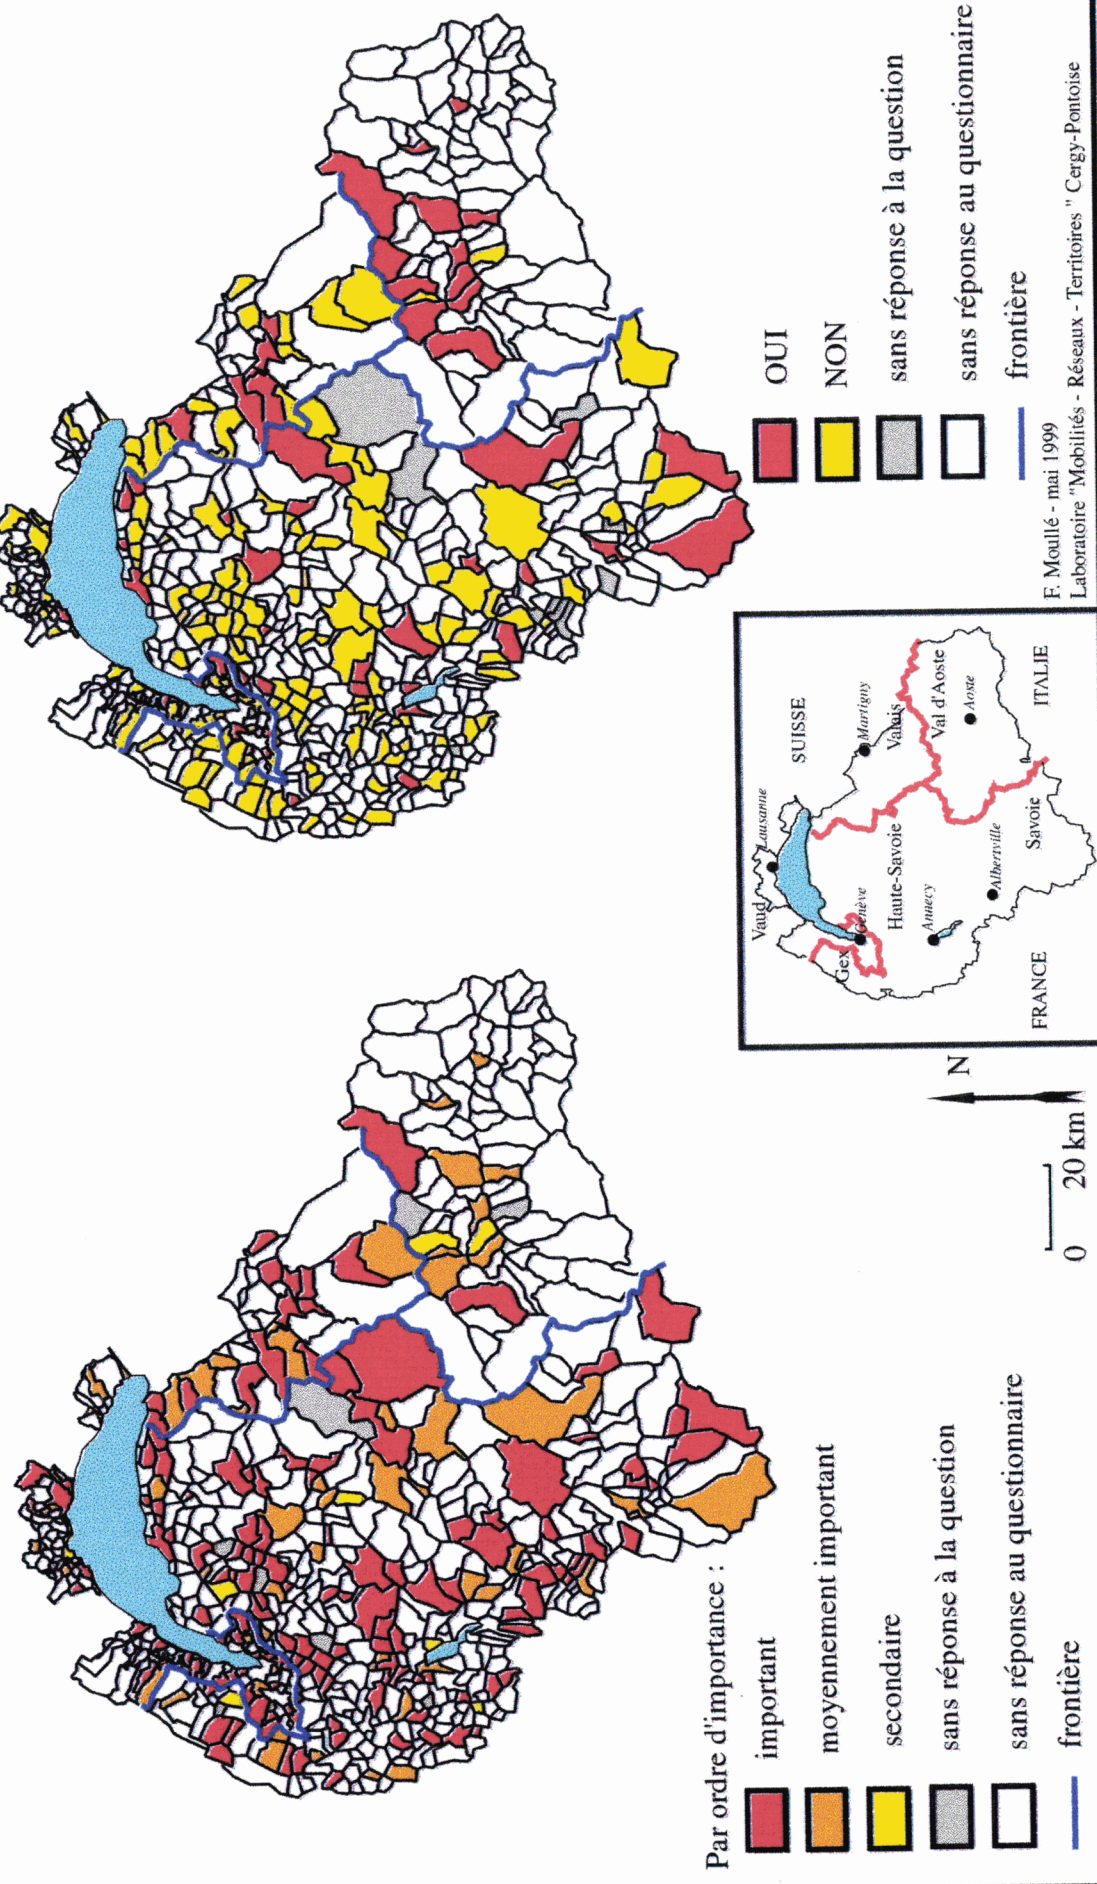 Par ordre d'importance :
important
moyennement important
secondaire
sans réponse à la question
sans réponse au questionnaire
frontière
0 20 km
N
SUISSE
Lausanne
Vaud
Martigny
Valais
Genève
Gex
Haute-Savoie
Val d'Aoste
Aoste
Annecy
Albertville
Savoie
FRANCE
ITALIE
OUI
NON
sans réponse à la question
sans réponse au questionnaire
frontière
F. Moullé - mai 1999
Laboratoire "Mobilités - Réseaux - Territoires " Cergy-Pontoise